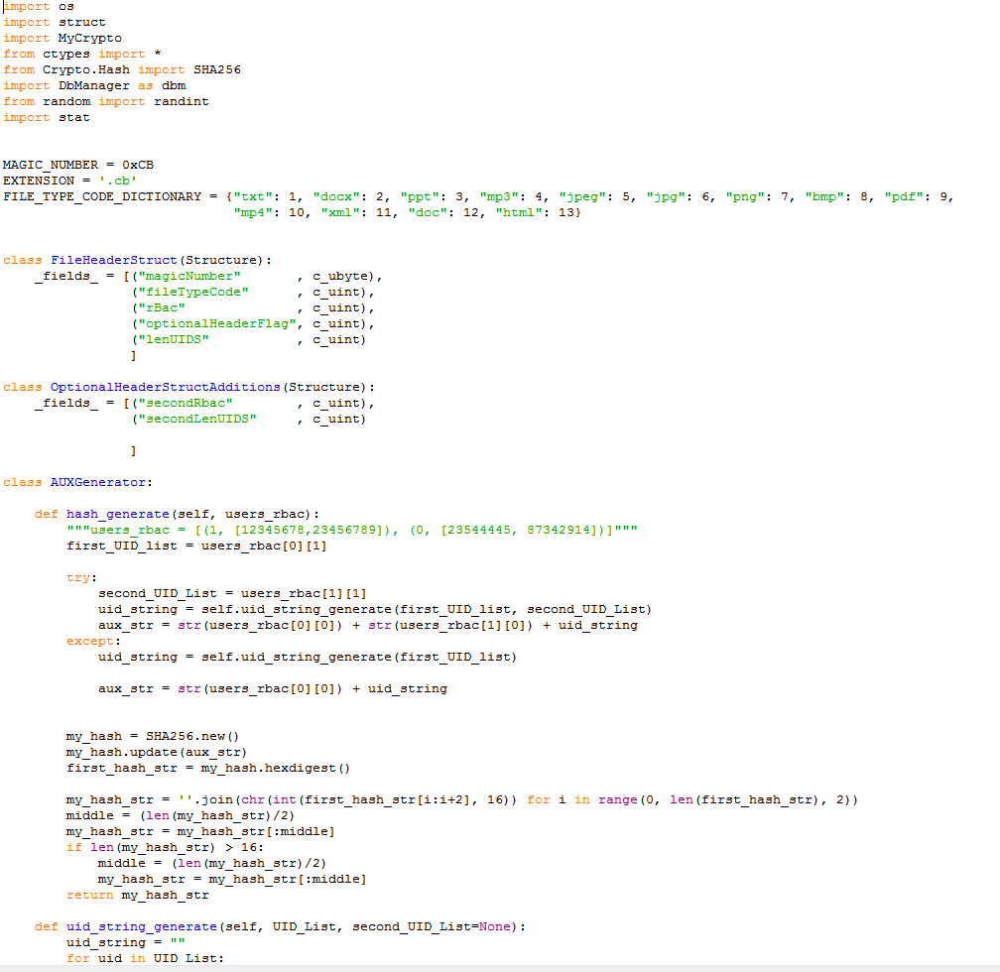 import os
import struct
import MyCrypto
from ctypes import *
from Crypto.Hash import SHA256
import DbManager as dbm
from random import randint
import stat
MAGIC_NUMBER = 0xCB
EXTENSION = '.cb'
FILE_TYPE_CODE_DICTIONARY = {"txt": 1, "docx": 2, "ppt": 3, "mp3": 4, "jpeg": 5, "jpg": 6, "png": 7, "bmp": 8, "pdf": 9,
                             "mp4": 10, "xml": 11, "doc": 12, "html": 13}
class FileHeaderStruct(Structure):
    _fields_ = [("magicNumber"       , c_ubyte),
                ("fileTypeCode"      , c_uint),
                ("rBac"              , c_uint),
                ("optionalHeaderFlag", c_uint),
                ("lenUIDS"           , c_uint)
                ]
class OptionalHeaderStructAdditions(Structure):
    _fields_ = [("secondRbac"        , c_uint),
                ("secondLenUIDS"     , c_uint)
                ]
class AUXGenerator:
    def hash_generate(self, users_rbac):
        """users_rbac = [(1, [12345678,23456789]), (0, [23544445, 87342914])]"""
        first_UID_list = users_rbac[0][1]
        try:
            second_UID_List = users_rbac[1][1]
            uid_string = self.uid_string_generate(first_UID_list, second_UID_List)
            aux_str = str(users_rbac[0][0]) + str(users_rbac[1][0]) + uid_string
        except:
            uid_string = self.uid_string_generate(first_UID_list)
            aux_str = str(users_rbac[0][0]) + uid_string
        my_hash = SHA256.new()
        my_hash.update(aux_str)
        first_hash_str = my_hash.hexdigest()
        my_hash_str = ''.join(chr(int(first_hash_str[i:i+2], 16)) for i in range(0, len(first_hash_str), 2))
        middle = (len(my_hash_str)/2)
        my_hash_str = my_hash_str[:middle]
        if len(my_hash_str) > 16:
            middle = (len(my_hash_str)/2)
            my_hash_str = my_hash_str[:middle]
        return my_hash_str
    def uid_string_generate(self, UID_List, second_UID_List=None):
        uid_string = ""
        for uid in UID_List: